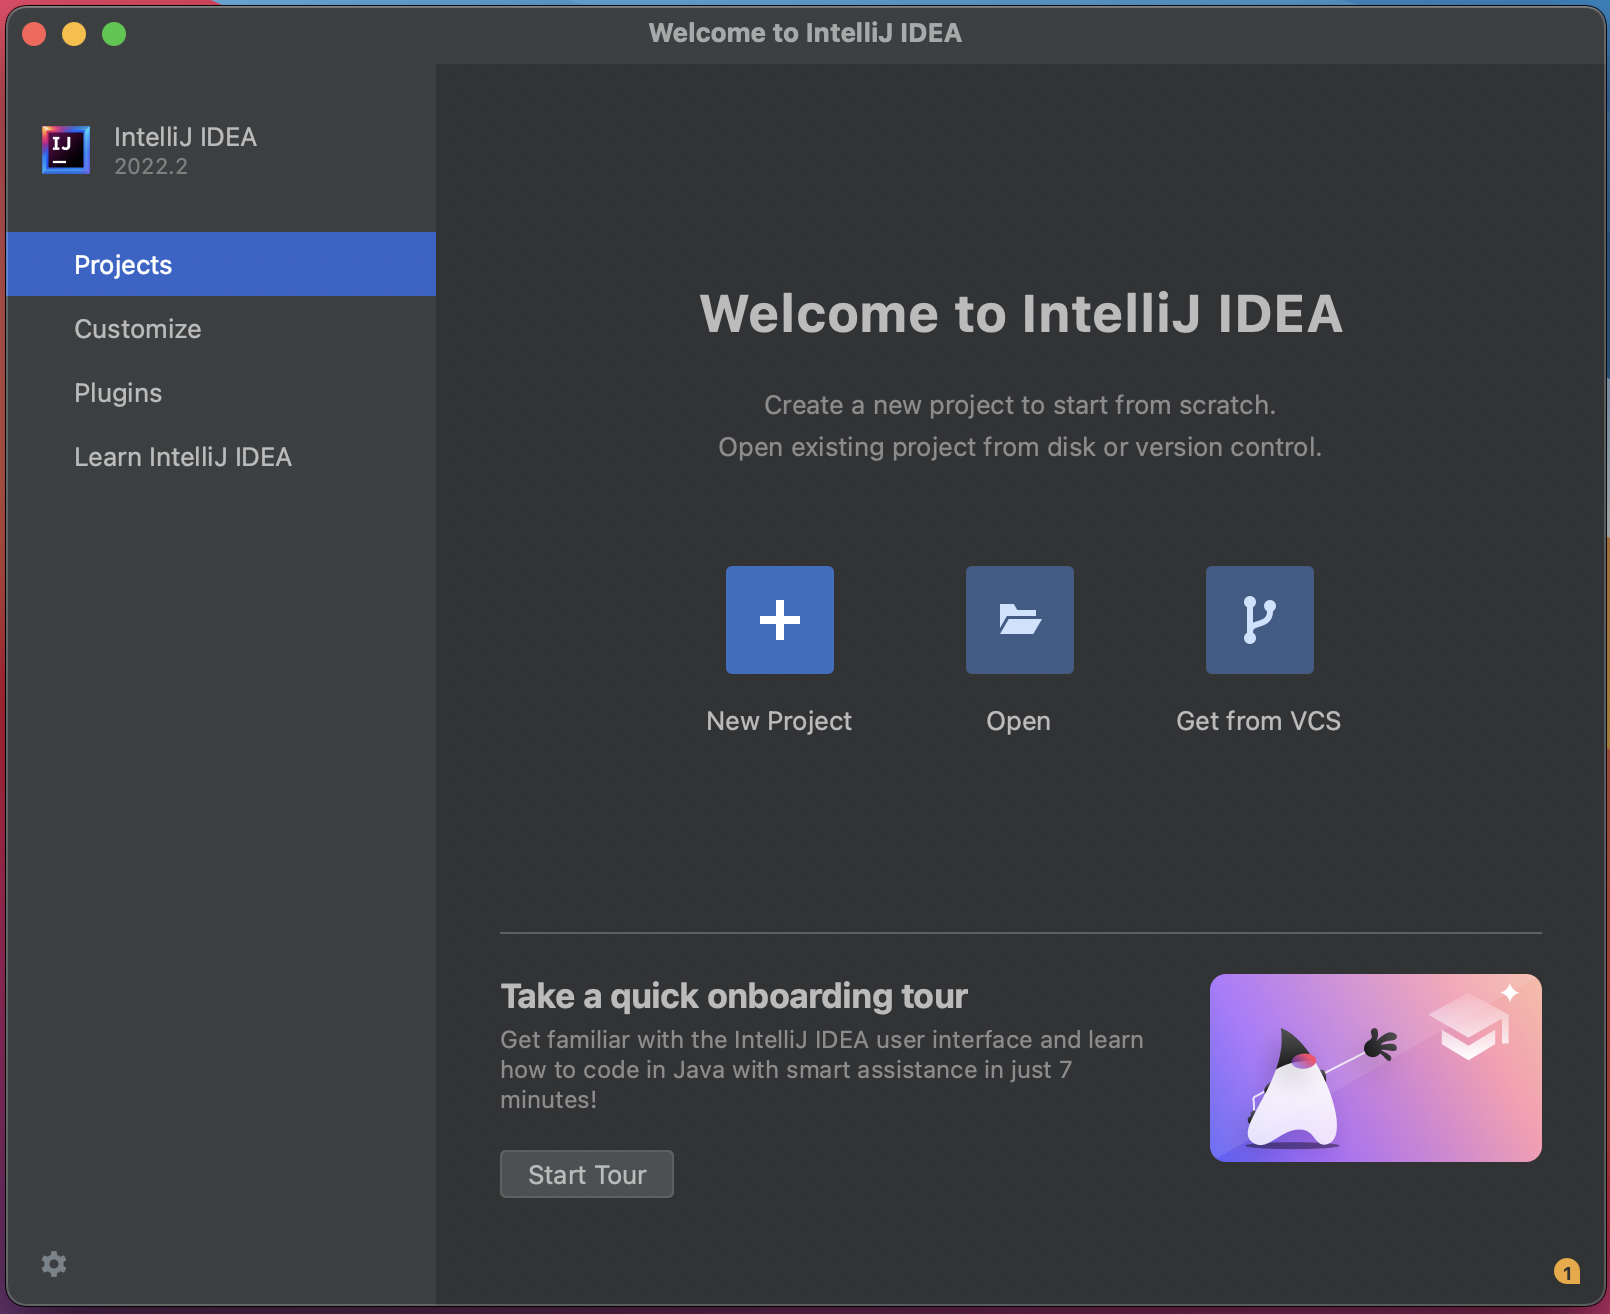 Welcome to IntelliJ IDEA
IJ
IntelliJ IDEA
2022.2
Projects
Customize
Plugins
Learn IntelliJ IDEA
Welcome to IntelliJ IDEA
Create a new project to start from scratch.
Open existing project from disk or version control.
New Project
Open
Get from VCS
Take a quick onboarding tour
Get familiar with the IntelliJ IDEA user interface and learn
how to code in Java with smart assistance in just 7
minutes!
Start Tour
1